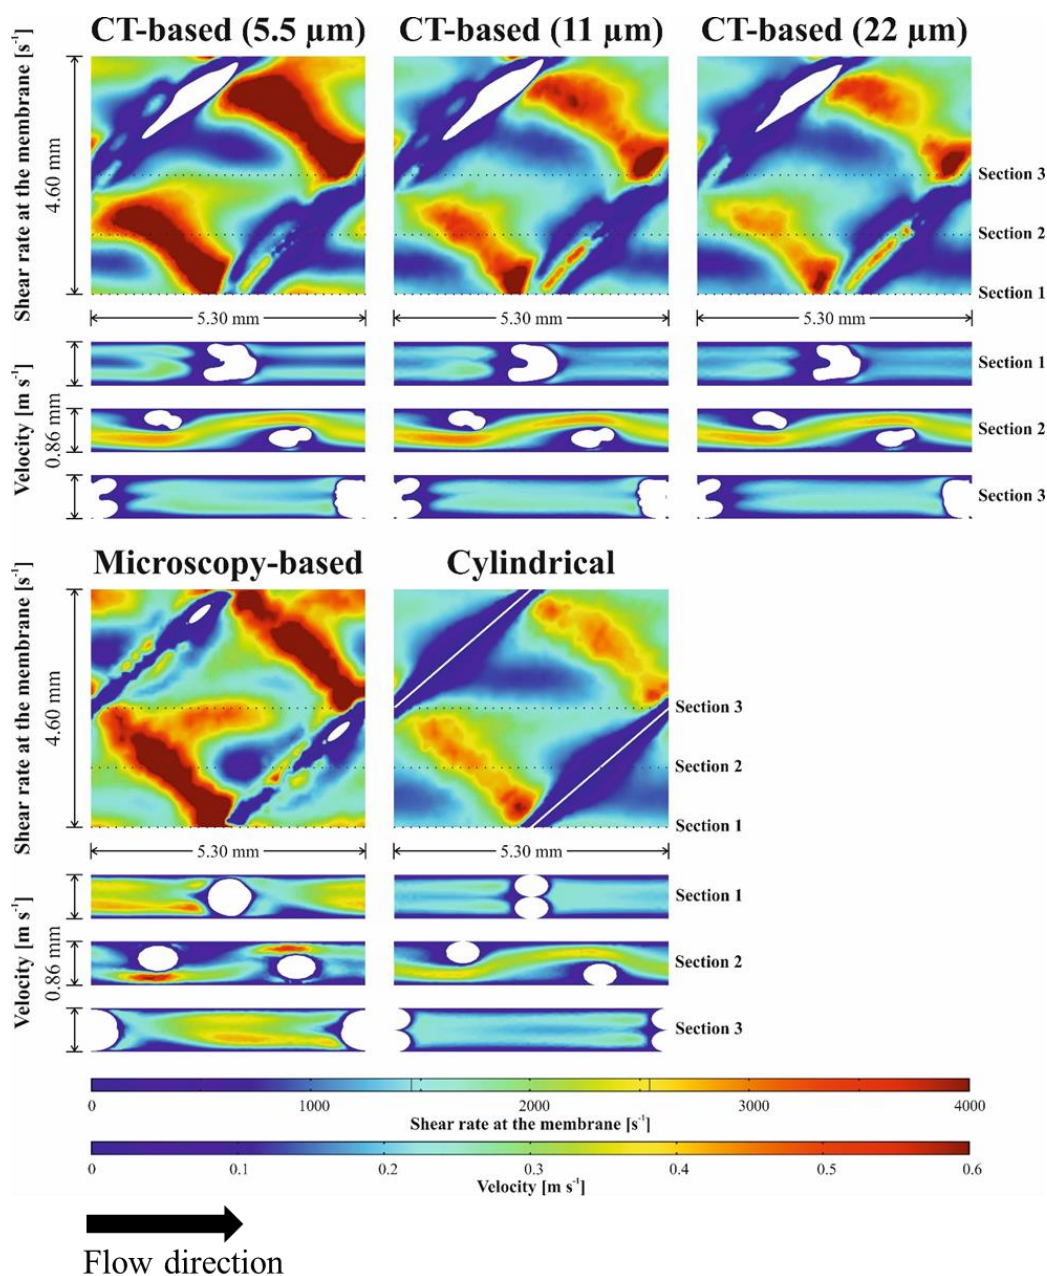 CT-based (5.5 µm) CT-based (11 µm) CT-based (22 µm)
Shear rate at the membrane [s⁻¹]
4.60 mm
Section 3
Section 2
Section 1
5.30 mm 5.30 mm 5.30 mm
Velocity [m s⁻¹]
0.86 mm
Section 1
Section 2
Section 3
Microscopy-based Cylindrical
Shear rate at the membrane [s⁻¹]
4.60 mm
Section 3
Section 2
Section 1
5.30 mm 5.30 mm
Velocity [m s⁻¹]
0.86 mm
Section 1
Section 2
Section 3
0 1000 2000 3000 4000
Shear rate at the membrane [s⁻¹]
0 0.1 0.2 0.3 0.4 0.5 0.6
Velocity [m s⁻¹]
Flow direction